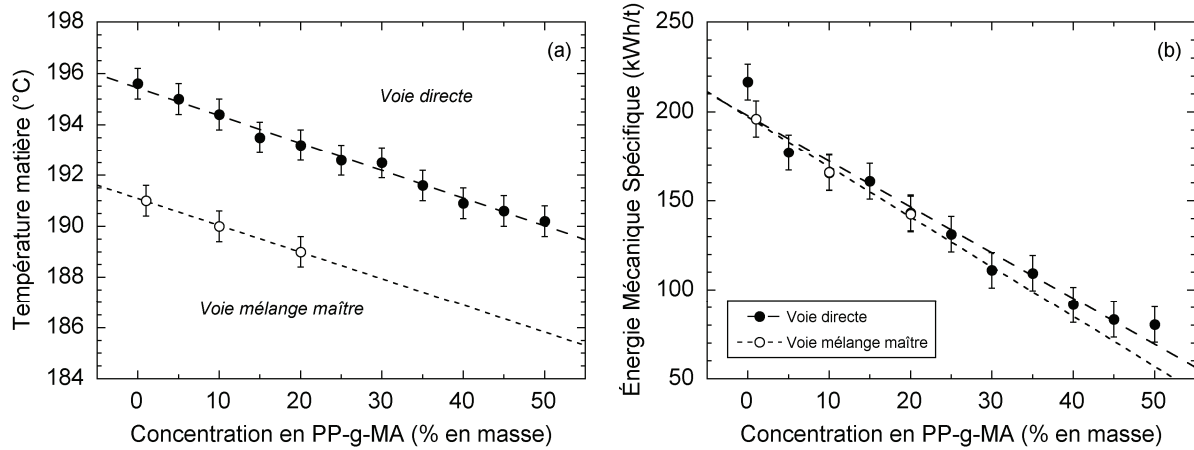 198
196
194
192
190
188
186
184
Température matière (°C)
(a)
Voie directe
Voie mélange maître
0
10
20
30
40
50
Concentration en PP-g-MA (% en masse)
250
200
150
100
50
Énergie Mécanique Spécifique (kWh/t)
(b)
Voie directe
Voie mélange maître
0
10
20
30
40
50
Concentration en PP-g-MA (% en masse)